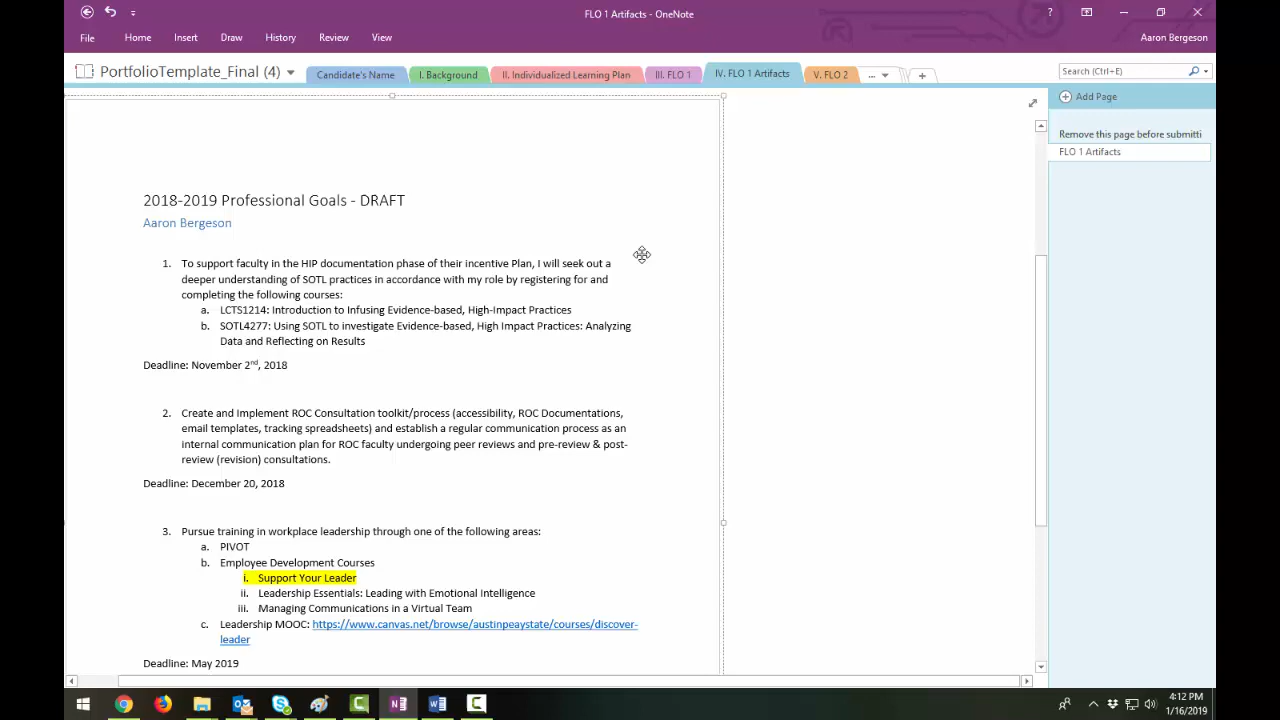 FLO 1 Artifacts - OneNote
?
File Home Insert Draw History Review View
Aaron Bergeson
PortfolioTemplate_Final (4)
Candidate's Name
I. Background
II. Individualized Learning Plan
III. FLO 1
IV. FLO 1 Artifacts
V. FLO 2
...
Search (Ctrl+E)
Add Page
Remove this page before submitti
FLO 1 Artifacts
2018-2019 Professional Goals - DRAFT
Aaron Bergeson
1. To support faculty in the HIP documentation phase of their incentive Plan, I will seek out a
deeper understanding of SOTL practices in accordance with my role by registering for and
completing the following courses:
a. LCTS1214: Introduction to Infusing Evidence-based, High-Impact Practices
b. SOTL4277: Using SOTL to investigate Evidence-based, High Impact Practices: Analyzing
Data and Reflecting on Results
Deadline: November 2nd, 2018
2. Create and Implement ROC Consultation toolkit/process (accessibility, ROC Documentations,
email templates, tracking spreadsheets) and establish a regular communication process as an
internal communication plan for ROC faculty undergoing peer reviews and pre-review & post-
review (revision) consultations.
Deadline: December 20, 2018
3. Pursue training in workplace leadership through one of the following areas:
a. PIVOT
b. Employee Development Courses
i. Support Your Leader
ii. Leadership Essentials: Leading with Emotional Intelligence
iii. Managing Communications in a Virtual Team
c. Leadership MOOC: https://www.canvas.net/browse/austinpeaystate/courses/discover-
leader
Deadline: May 2019
4:12 PM
1/16/2019